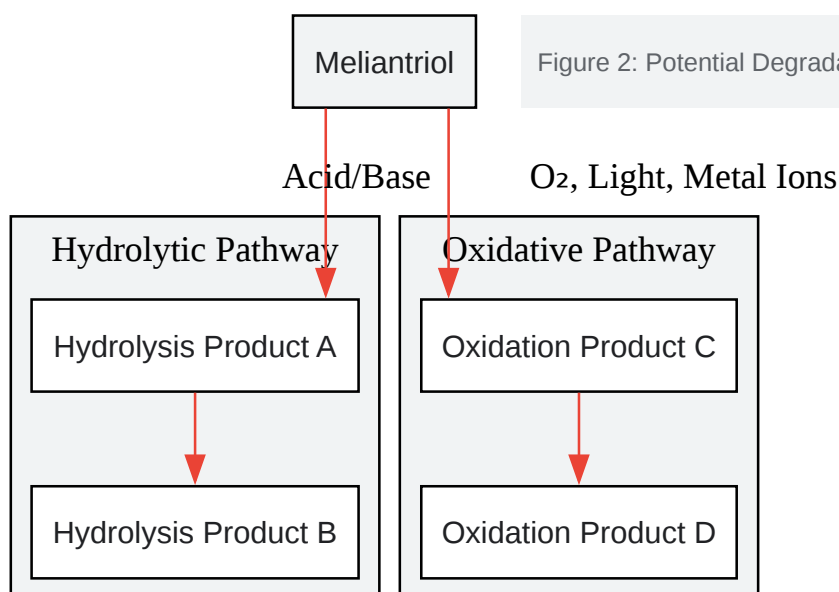 Meliantriol
Figure 2: Potential Degrada
Acid/Base
O₂, Light, Metal Ions
Hydrolytic Pathway
Oxidative Pathway
Hydrolysis Product A
Oxidation Product C
Hydrolysis Product B
Oxidation Product D